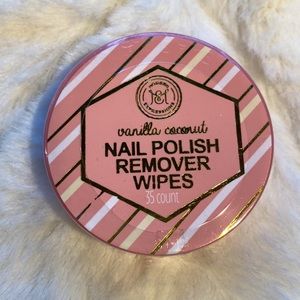 H
vanilla coconut
NAIL POLISH
REMOVER
WIPES
35 count